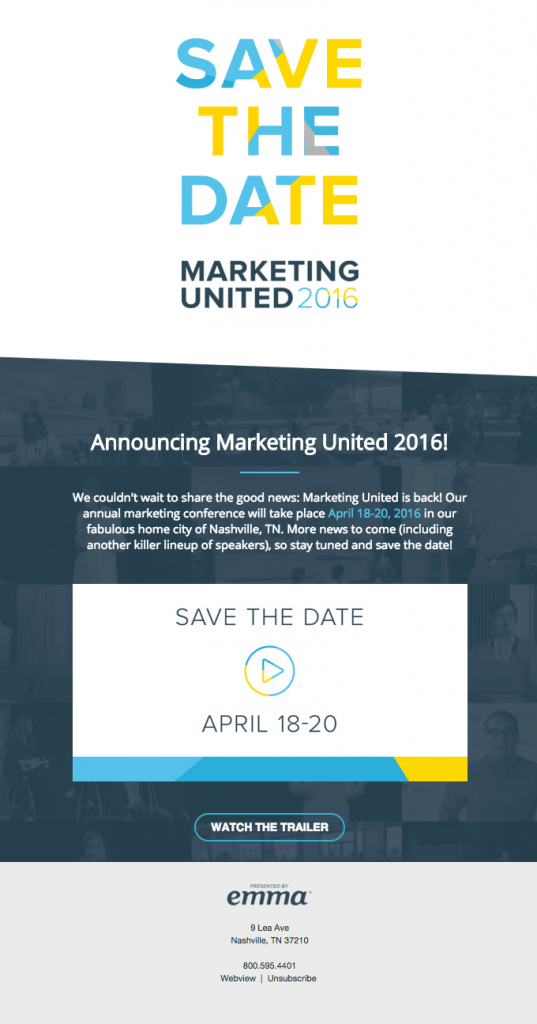 SAVE
THE
DATE
MARKETING
UNITED 2016
Announcing Marketing United 2016!
We couldn't wait to share the good news: Marketing United is back! Our
annual marketing conference will take place April 18-20, 2016 in our
fabulous home city of Nashville, TN. More news to come (including
another killer lineup of speakers), so stay tuned and save the date!
SAVE THE DATE
APRIL 18-20
WATCH THE TRAILER
PRESENTED BY
emma
9 Lea Ave
Nashville, TN 37210
800.595.4401
Webview | Unsubscribe